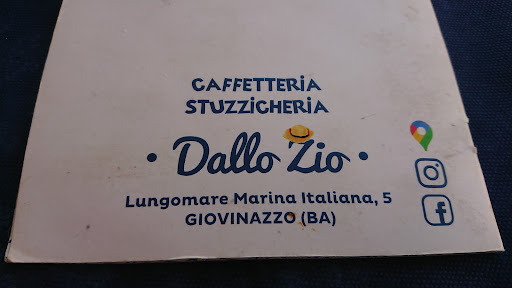 CAFFETTERIA
STUZZICHERIA
• Dallo Zio •
Lungomare Marina Italiana, 5
GIOVINAZZO (BA)